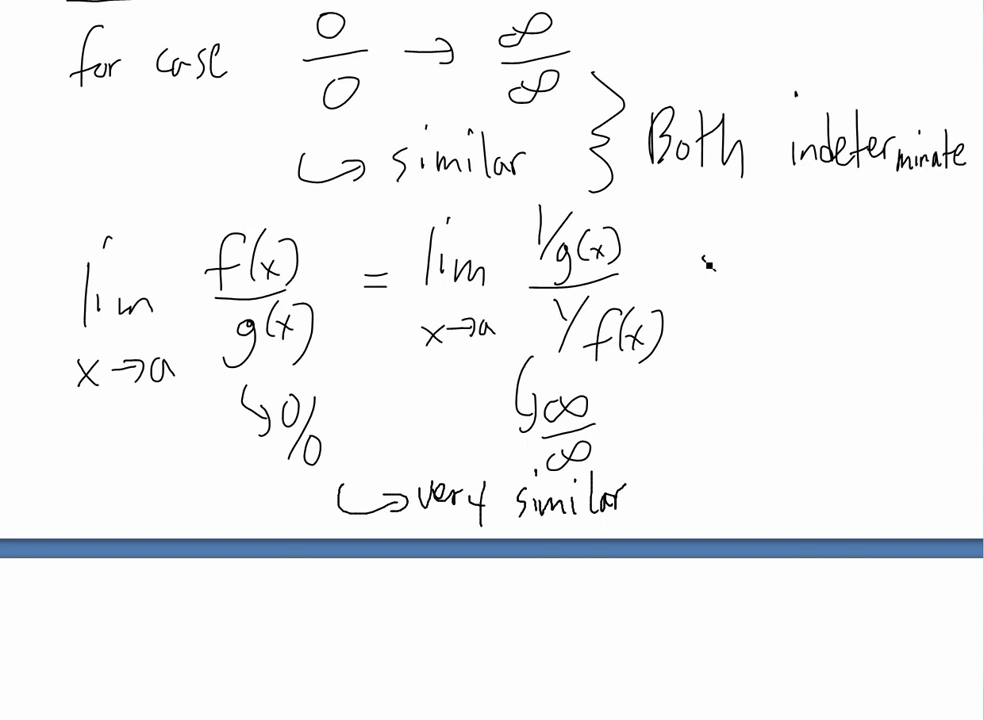 for case 0/0 → ∞/∞
↪ similar } Both indeterminate
lim x→a f(x)/g(x) = lim x→a (1/g(x))/(1/f(x))
↪ 0/0 ↪ ∞/∞
↪ very similar